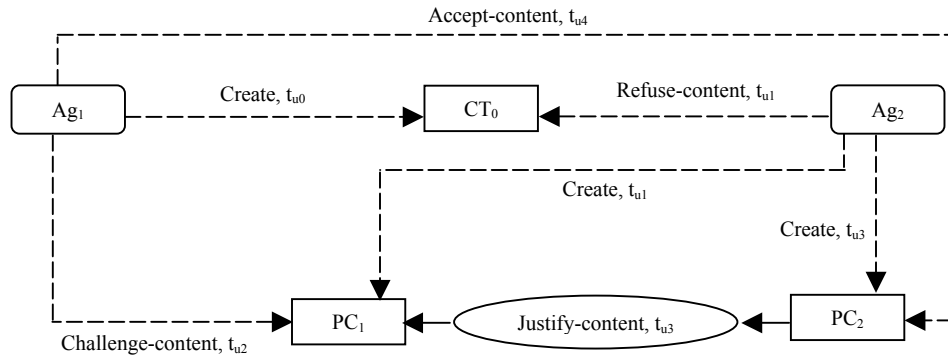 Accept-content, tu4
Ag1
Create, tu0
CT0
Refuse-content, tu1
Ag2
Create, tu1
Create, tu3
PC1
Justify-content, tu3
PC2
Challenge-content, tu2